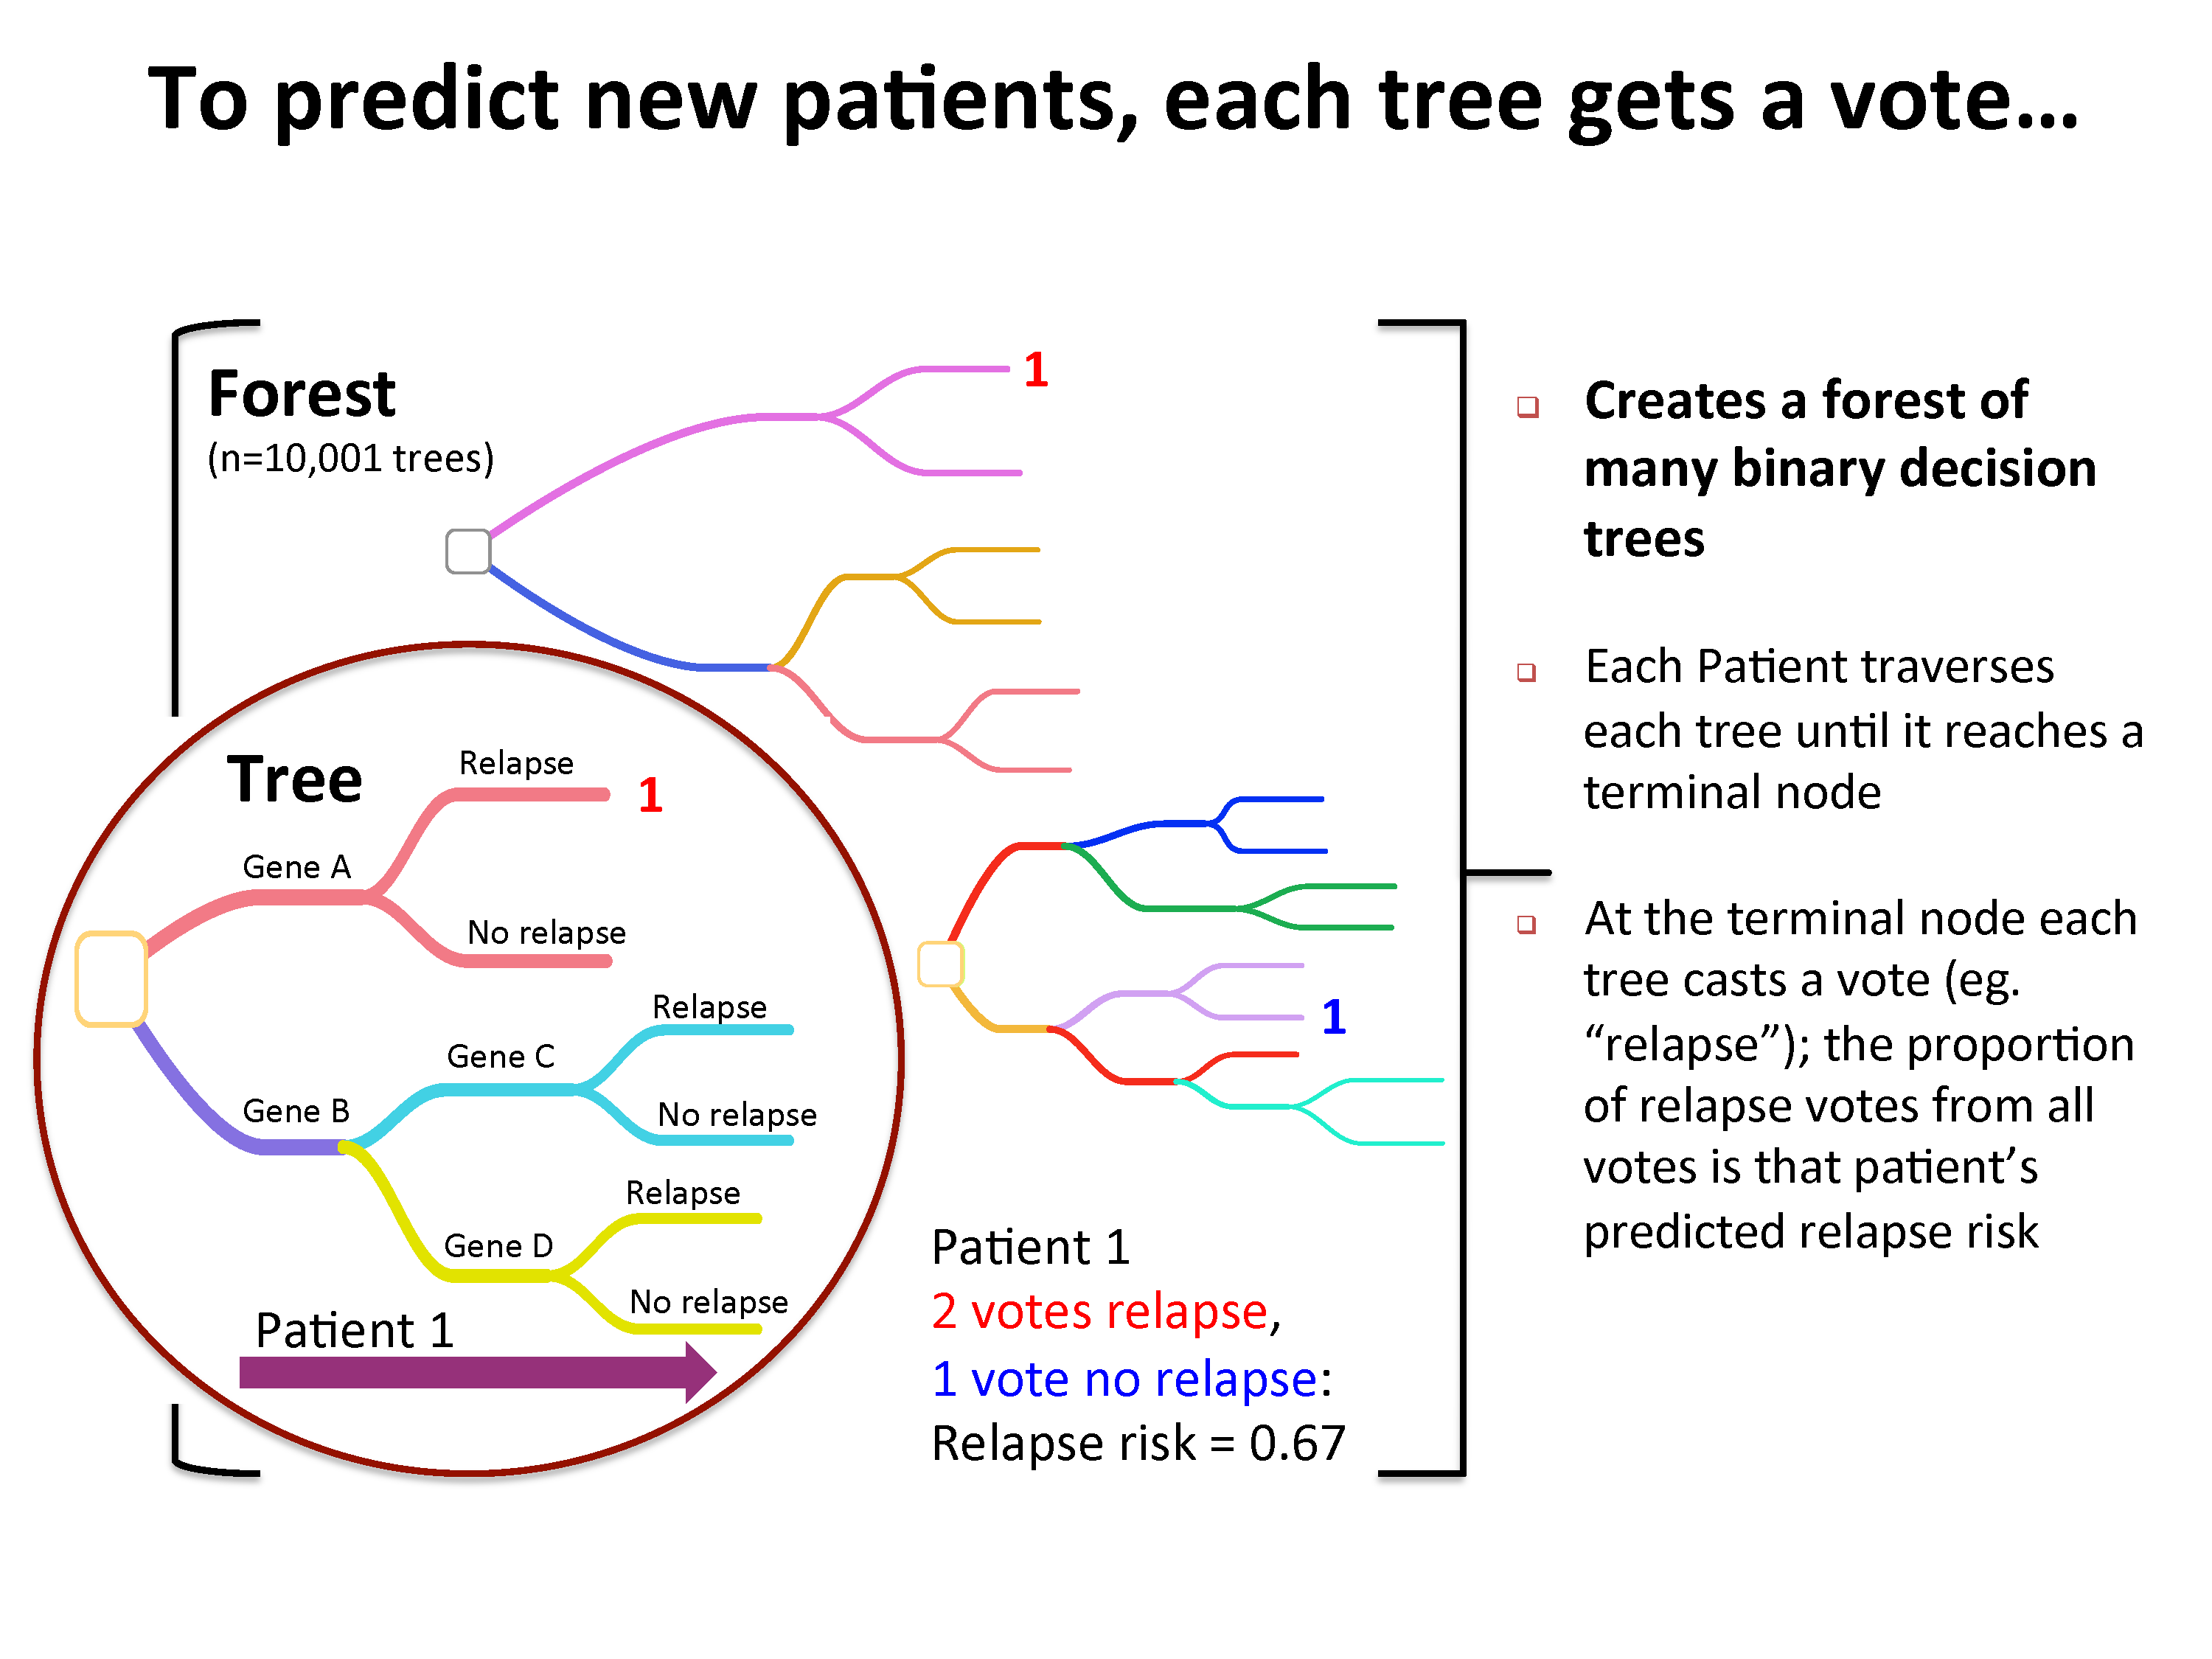 To predict new patients, each tree gets a vote…
Forest
(n=10,001 trees)
1
Tree
Relapse
1
Gene A
No relapse
Relapse
Gene C
Gene B
No relapse
Relapse
Gene D
No relapse
Patient 1
1
Patient 1
2 votes relapse,
1 vote no relapse:
Relapse risk = 0.67
Creates a forest of
many binary decision
trees
Each Patient traverses
each tree until it reaches a
terminal node
At the terminal node each
tree casts a vote (eg.
“relapse”); the proportion
of relapse votes from all
votes is that patient’s
predicted relapse risk